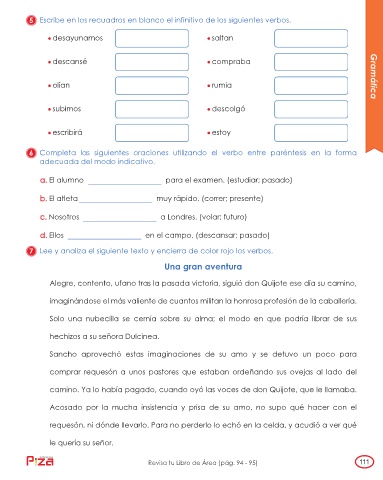 5 Escribe en los recuadros en blanco el infinitivo de los siguientes verbos.
• desayunamos
• saltan
• descansé
• compraba
• olían
• rumia
• subimos
• descolgó
• escribirá
• estoy
Gramática
6 Completa las siguientes oraciones utilizando el verbo entre paréntesis en la forma
adecuada del modo indicativo.
a. El alumno ____________ para el examen. (estudiar; pasado)
b. El atleta ____________ muy rápido. (correr; presente)
c. Nosotros ____________ a Londres. (volar; futuro)
d. Ellos ____________ en el campo. (descansar; pasado)
7 Lee y analiza el siguiente texto y encierra de color rojo los verbos.
Una gran aventura
Alegre, contento, ufano tras la pasada victoria, siguió don Quijote ese día su camino,
imaginándose el más valiente de cuantos militan la honrosa profesión de la caballería.
Solo una nubecilla se cernía sobre su alma; el modo en que podría librar de sus
hechizos a su señora Dulcinea.
Sancho aprovechó estas imaginaciones de su amo y se detuvo un poco para
comprar requesón a unos pastores que estaban ordeñando sus ovejas al lado del
camino. Ya lo había pagado, cuando oyó las voces de don Quijote, que le llamaba.
Acosado por la mucha insistencia y prisa de su amo, no supo qué hacer con el
requesón, ni dónde llevarlo. Para no perderlo lo echó en la celda, y acudió a ver qué
le quería su señor.
Piza
Revisa tu Libro de Área (pág. 94 - 95)
111